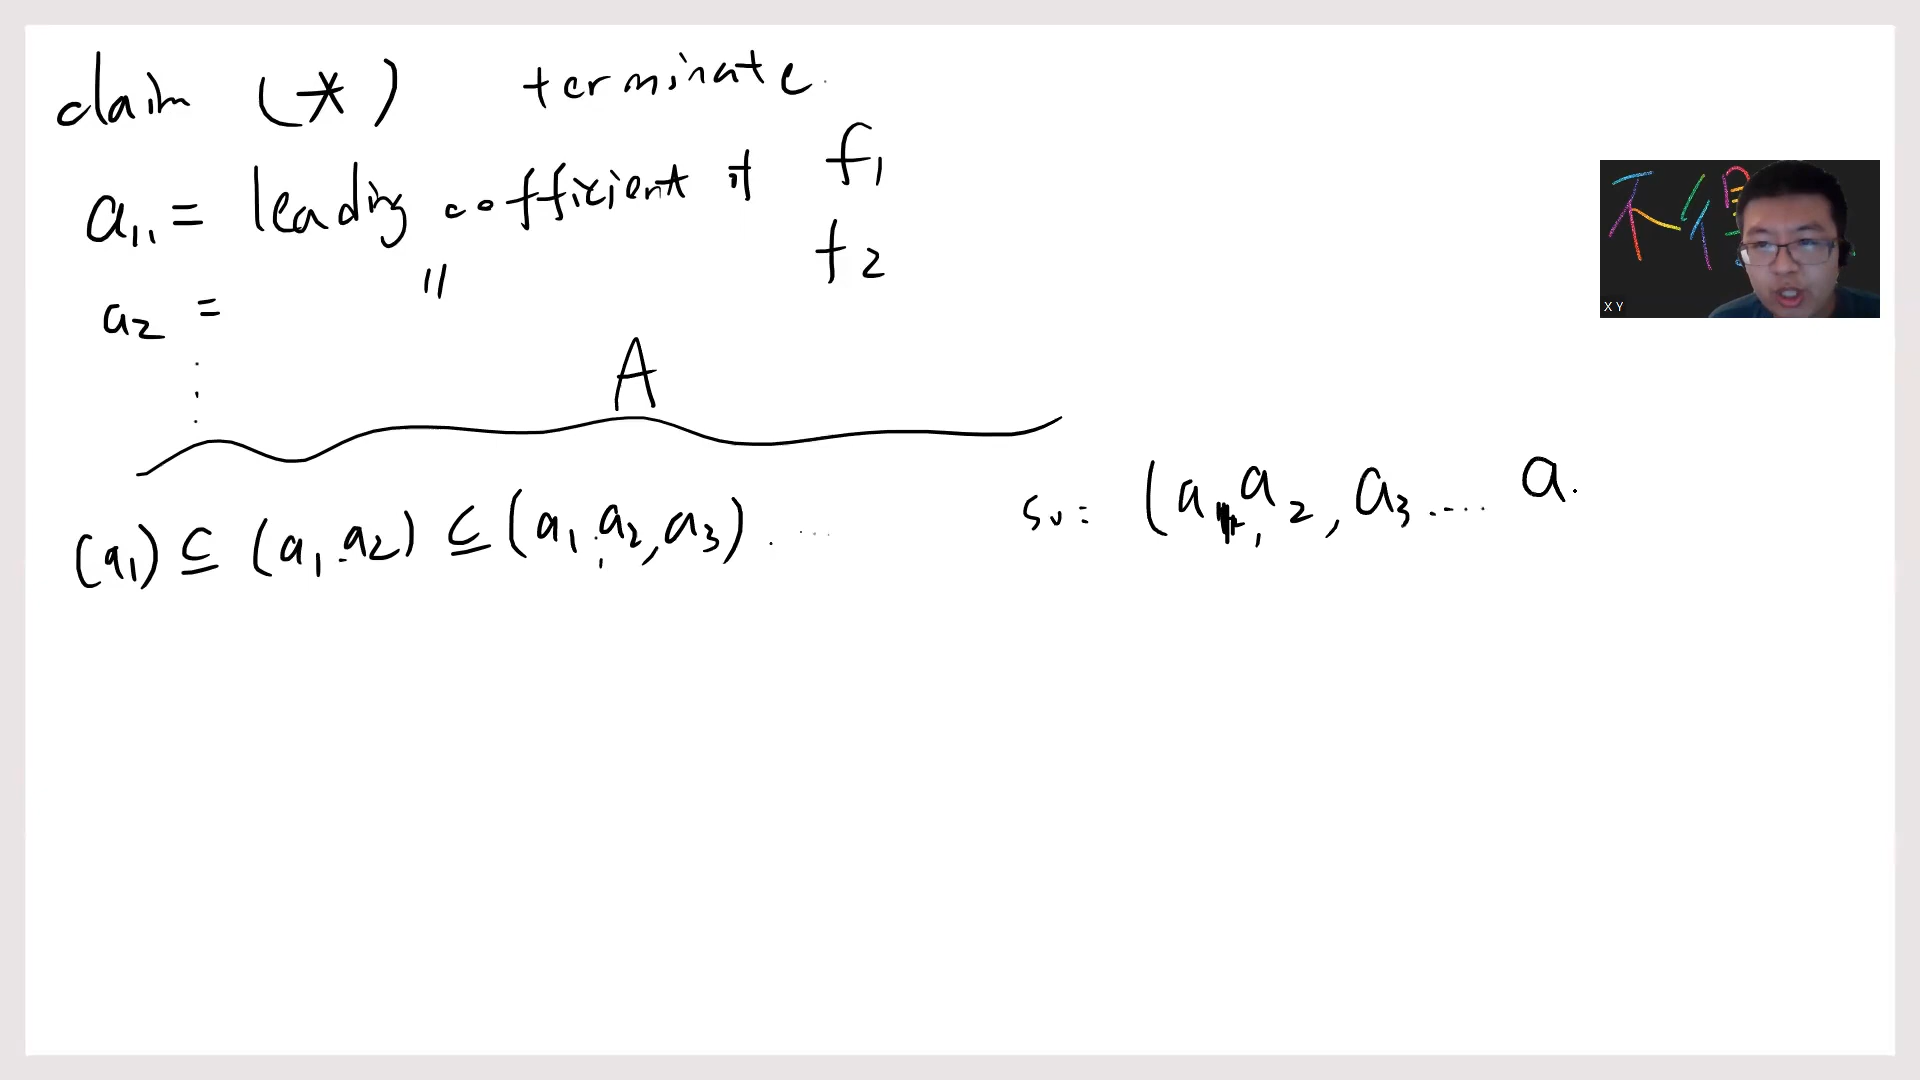 claim (*) terminate.
a₁₁ = leading coefficient of f₁
a₂ = " f₂
⋮
A
(a₁) ⊆ (a₁, a₂) ⊆ (a₁, a₂, a₃) ....
so: (a₁, a₂, a₃ .... a.
不
X Y